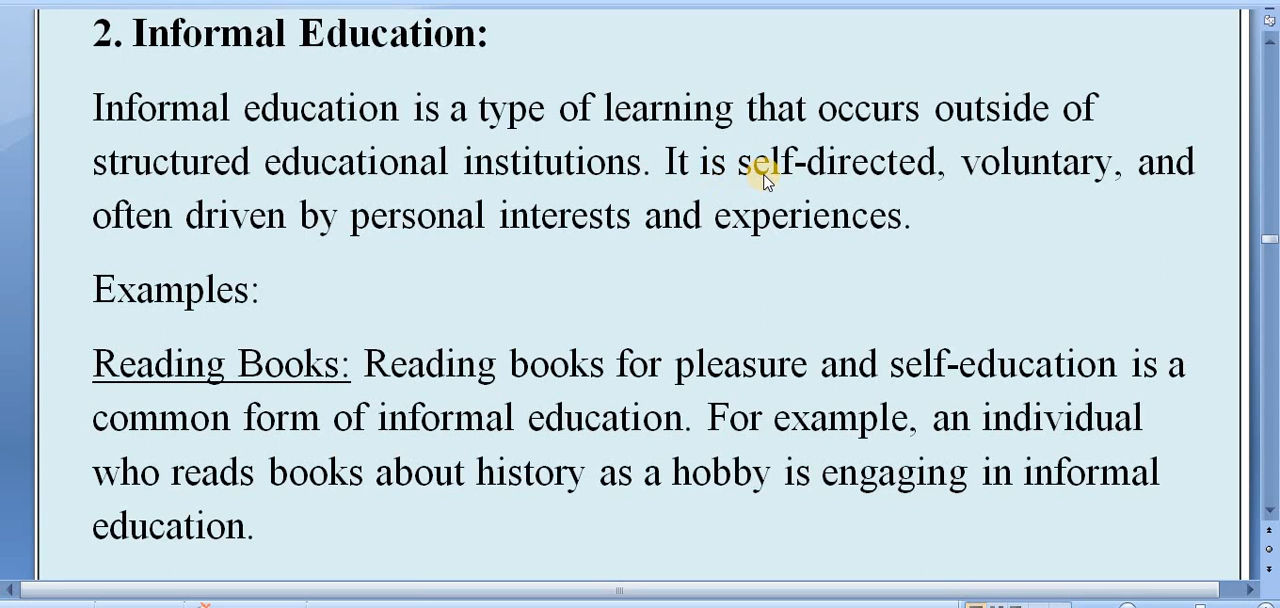 2. Informal Education:
Informal education is a type of learning that occurs outside of
structured educational institutions. It is self-directed, voluntary, and
often driven by personal interests and experiences.
Examples:
Reading Books: Reading books for pleasure and self-education is a
common form of informal education. For example, an individual
who reads books about history as a hobby is engaging in informal
education.